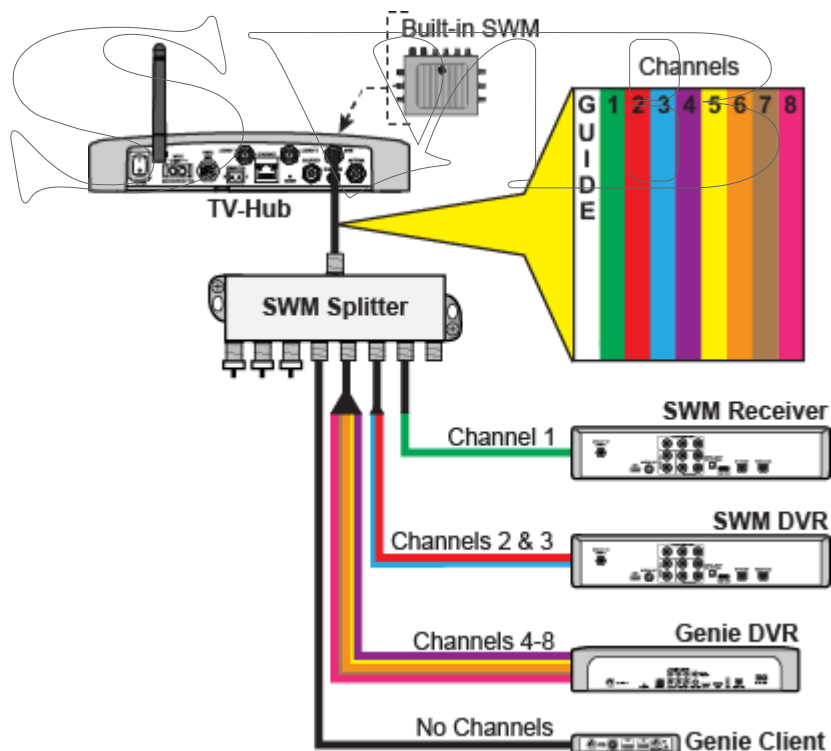 Built-in SWM
Channels
GUIDE 1 2 3 4 5 6 7 8
TV-Hub
SWM Splitter
SWM Receiver
Channel 1
SWM DVR
Channels 2 & 3
Genie DVR
Channels 4-8
No Channels
Genie Client